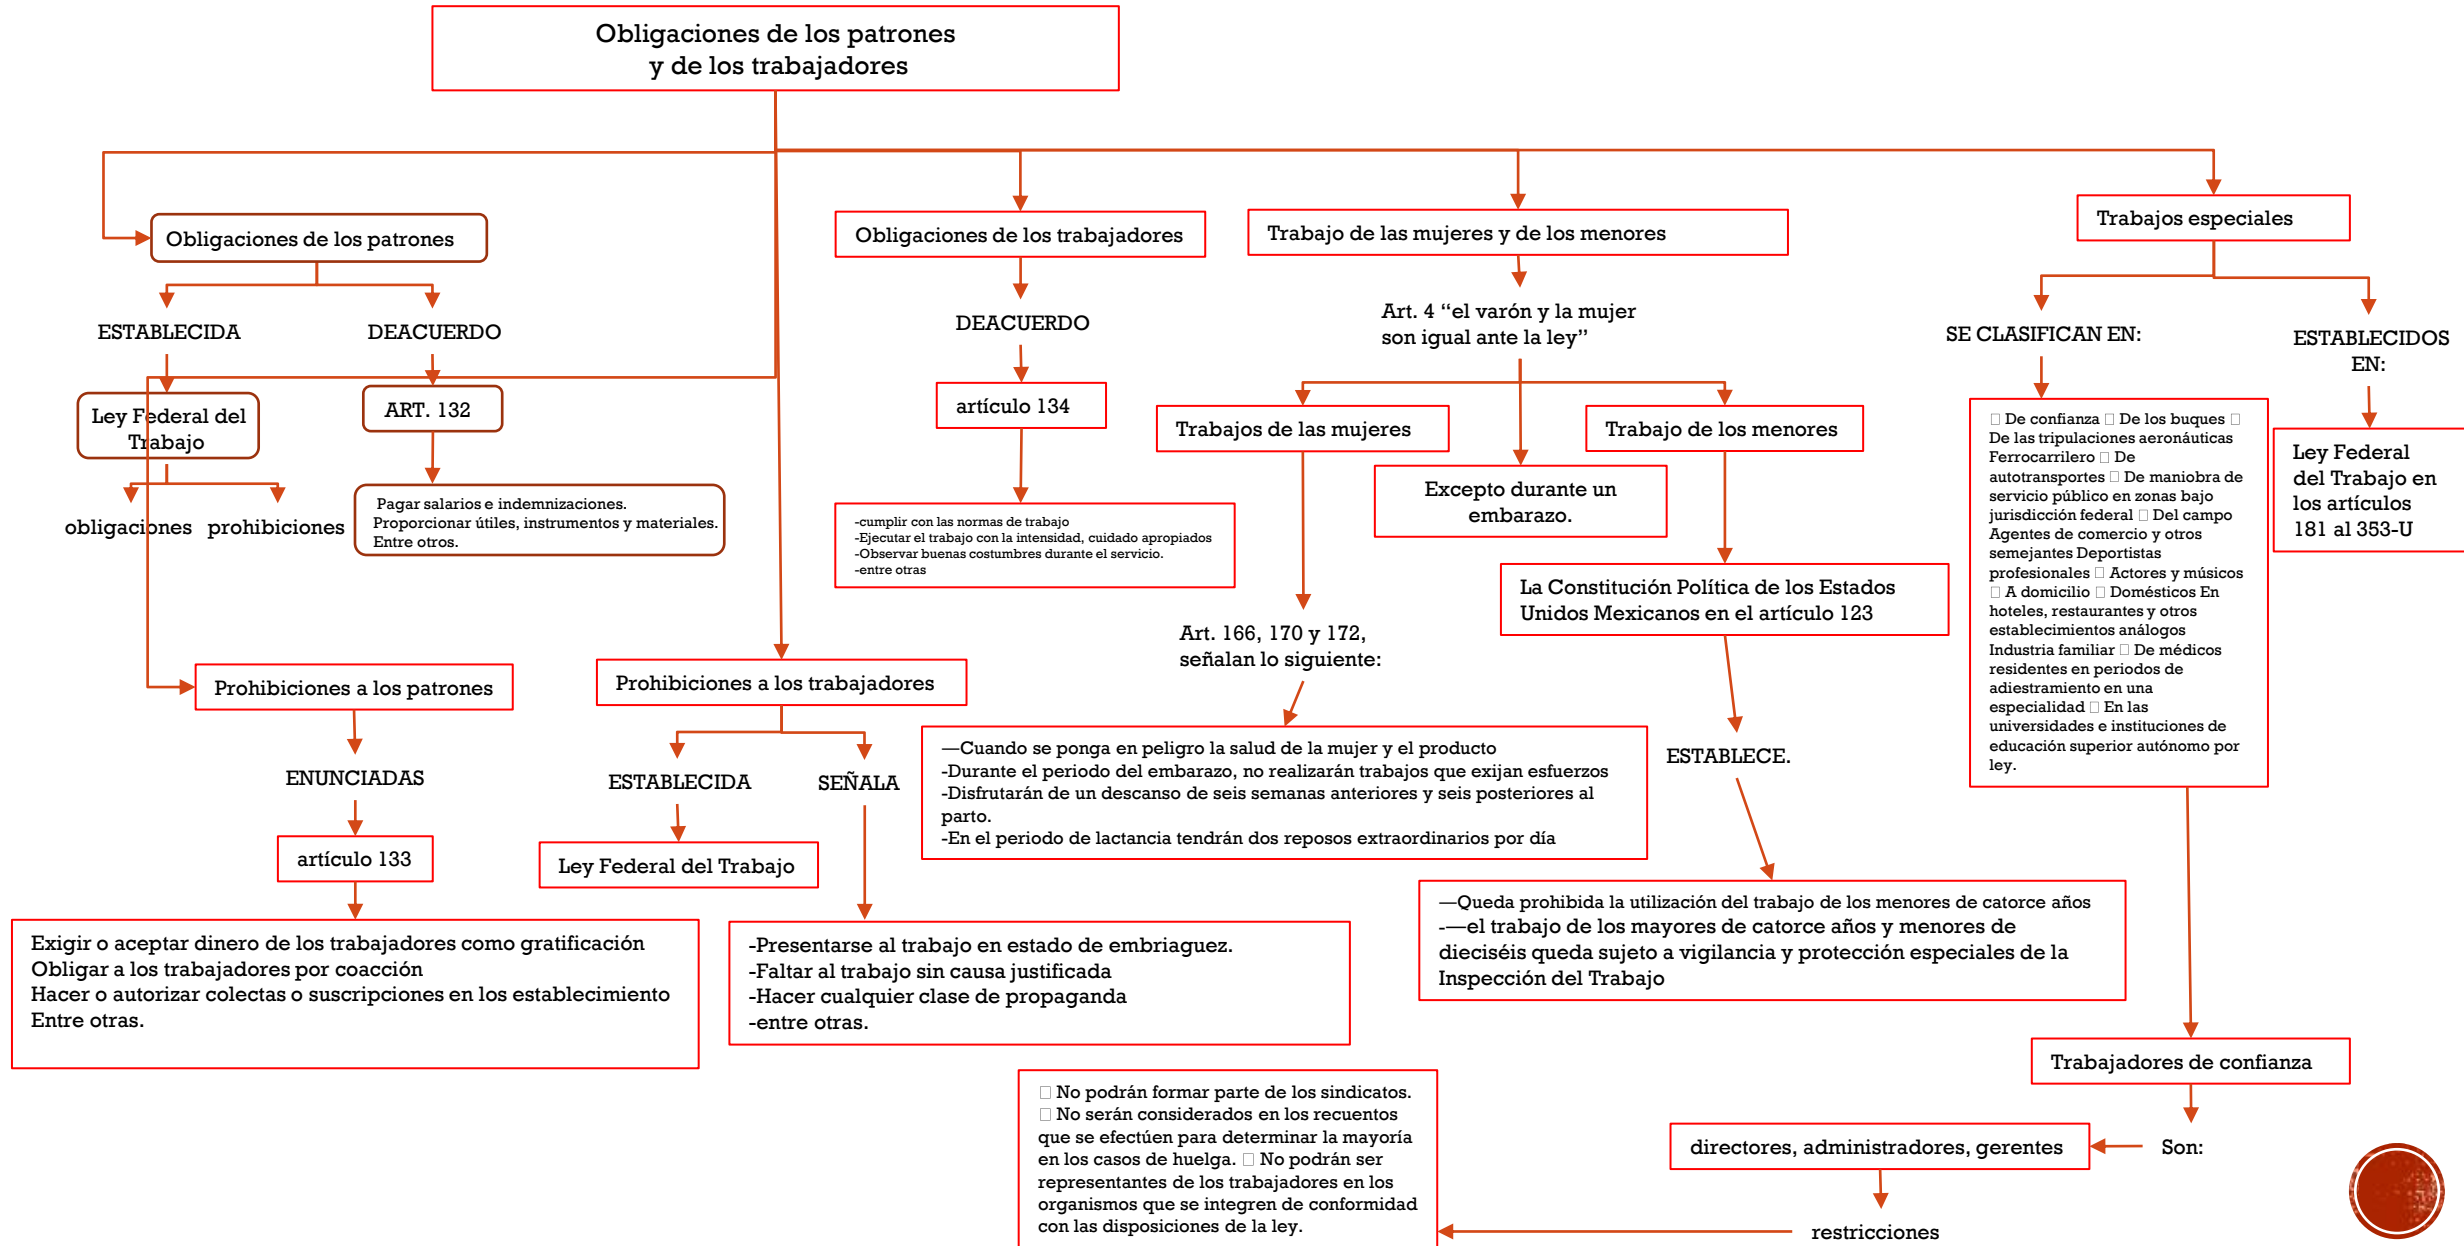 Obligaciones de los patrones
y de los trabajadores
Obligaciones de los patrones
ESTABLECIDA
DEACUERDO
Ley Federal del
Trabajo
ART. 132
obligaciones
prohibiciones
Pagar salarios e indemnizaciones.
Proporcionar útiles, instrumentos y materiales.
Entre otros.
Prohibiciones a los patrones
ENUNCIADAS
artículo 133
Exigir o aceptar dinero de los trabajadores como gratificación
Obligar a los trabajadores por coacción
Hacer o autorizar colectas o suscripciones en los establecimiento
Entre otras.
Prohibiciones a los trabajadores
ESTABLECIDA
SEÑALA
Ley Federal del Trabajo
-Presentarse al trabajo en estado de embriaguez.
-Faltar al trabajo sin causa justificada
-Hacer cualquier clase de propaganda
-entre otras.
Obligaciones de los trabajadores
DEACUERDO
artículo 134
-cumplir con las normas de trabajo
-Ejecutar el trabajo con la intensidad, cuidado apropiados
-Observar buenas costumbres durante el servicio.
-entre otras
Trabajo de las mujeres y de los menores
Art. 4 “el varón y la mujer
son igual ante la ley”
Trabajos de las mujeres
Excepto durante un
embarazo.
Trabajo de los menores
Art. 166, 170 y 172,
señalan lo siguiente:
—Cuando se ponga en peligro la salud de la mujer y el producto
-Durante el periodo del embarazo, no realizarán trabajos que exijan esfuerzos
-Disfrutarán de un descanso de seis semanas anteriores y seis posteriores al
parto.
-En el periodo de lactancia tendrán dos reposos extraordinarios por día
La Constitución Política de los Estados
Unidos Mexicanos en el artículo 123
ESTABLECE.
—Queda prohibida la utilización del trabajo de los menores de catorce años
-—el trabajo de los mayores de catorce años y menores de
dieciséis queda sujeto a vigilancia y protección especiales de la
Inspección del Trabajo
Trabajos especiales
SE CLASIFICAN EN:
ESTABLECIDOS
EN:
□ De confianza □ De los buques □
De las tripulaciones aeronáuticas
Ferrocarrilero □ De
autotransportes □ De maniobra de
servicio público en zonas bajo
jurisdicción federal □ Del campo
Agentes de comercio y otros
semejantes Deportistas
profesionales □ Actores y músicos
□ A domicilio □ Domésticos En
hoteles, restaurantes y otros
establecimientos análogos
Industria familiar □ De médicos
residentes en periodos de
adiestramiento en una
especialidad □ En las
universidades e instituciones de
educación superior autónomo por
ley.
Ley Federal
del Trabajo en
los artículos
181 al 353-U
Trabajadores de confianza
Son:
directores, administradores, gerentes
restricciones
□ No podrán formar parte de los sindicatos.
□ No serán considerados en los recuentos
que se efectúen para determinar la mayoría
en los casos de huelga. □ No podrán ser
representantes de los trabajadores en los
organismos que se integren de conformidad
con las disposiciones de la ley.